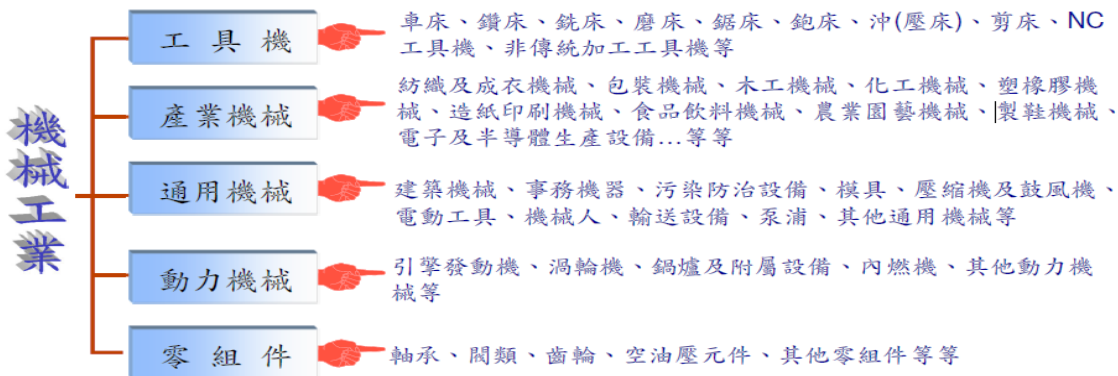 機械工業
工具機
車床、鑽床、銑床、磨床、鋸床、鉋床、沖(壓床)、剪床、NC
工具機、非傳統加工工具機等
產業機械
紡織及成衣機械、包裝機械、木工機械、化工機械、塑橡膠機
械、造紙印刷機械、食品飲料機械、農業園藝機械、製鞋機械、
電子及半導體生產設備...等等
通用機械
建築機械、事務機器、污染防治設備、模具、壓縮機及鼓風機、
電動工具、機械人、輸送設備、泵浦、其他通用機械等
動力機械
引擎發動機、渦輪機、鍋爐及附屬設備、內燃機、其他動力機
械等
零組件
軸承、閥類、齒輪、空油壓元件、其他零組件等等